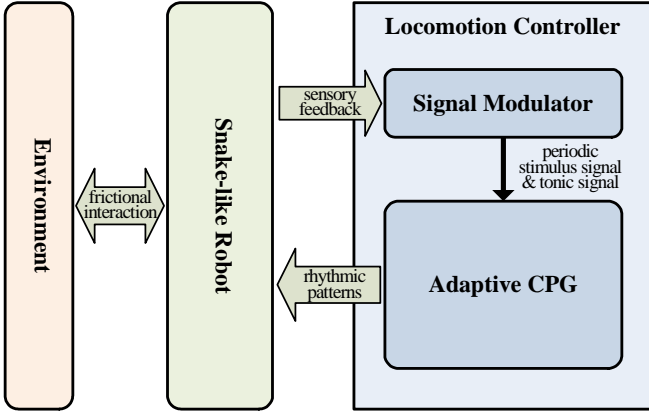 Locomotion Controller
sensory
feedback
Signal Modulator
periodic
stimulus signal
& tonic signal
Environment
frictional
interaction
Snake-like Robot
rhythmic
patterns
Adaptive CPG